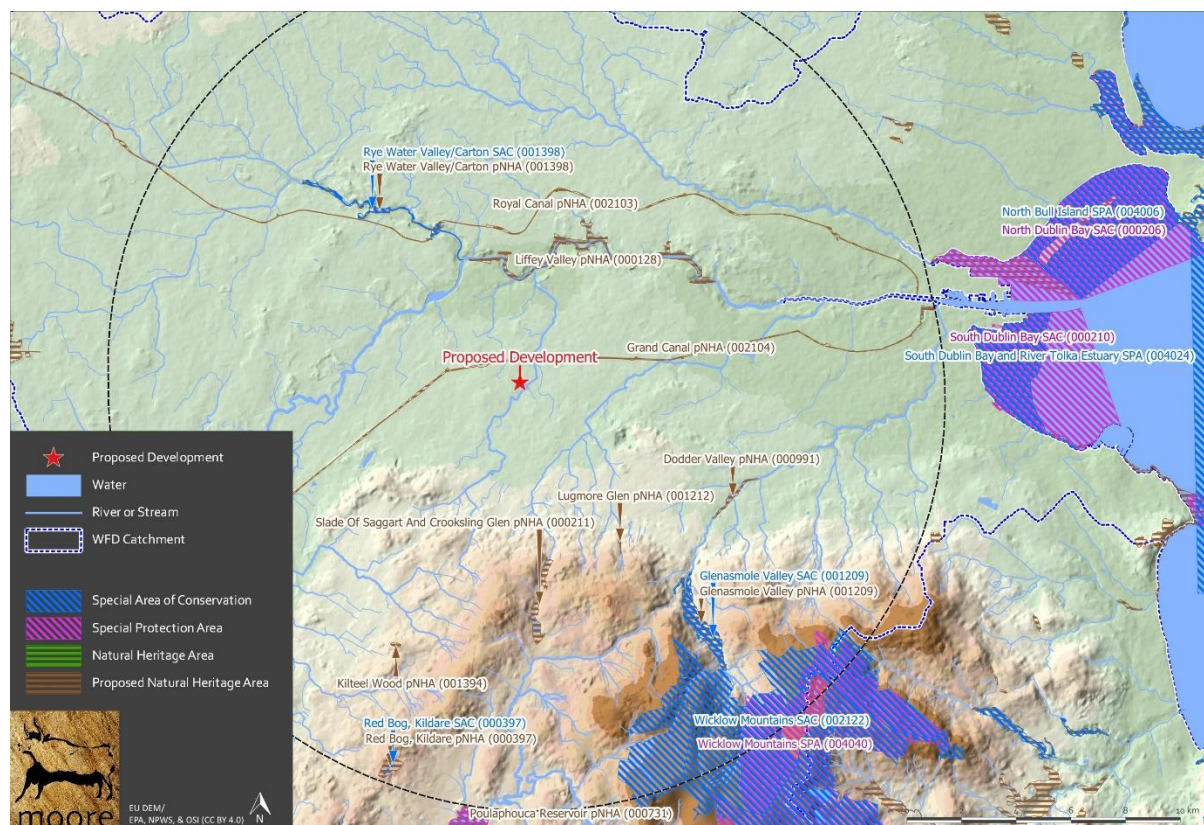 Rye Water Valley/Carton SAC (001398)
Rye Water Valley/Carton pNHA (001398)
Royal Canal pNHA (002103)
North Bull Island SPA (004006)
North Dublin Bay SAC (000206)
Liffey Valley pNHA (000128)
South Dublin Bay SAC (000210)
Grand Canal pNHA (002104)
South Dublin Bay and River Tolka Estuary SPA (004024)
Proposed Development
Dodder Valley pNHA (000991)
Lugmore Glen pNHA (001212)
Slade Of Saggart And Crooksling Glen pNHA (000211)
Glenasmole Valley SAC (001209)
Glenasmole Valley pNHA (001209)
Kilteel Wood pNHA (001394)
Red Bog, Kildare SAC (000397)
Red Bog, Kildare pNHA (000397)
Wicklow Mountains SAC (002122)
Wicklow Mountains SPA (004040)
Poulaphouca Reservoir pNHA (000731)
Proposed Development
Water
River or Stream
WFD Catchment
Special Area of Conservation
Special Protection Area
Natural Heritage Area
Proposed Natural Heritage Area
moore
EU DEM/
EPA, NPWS, & OSI (CC BY 4.0)
N
6 8 10 km